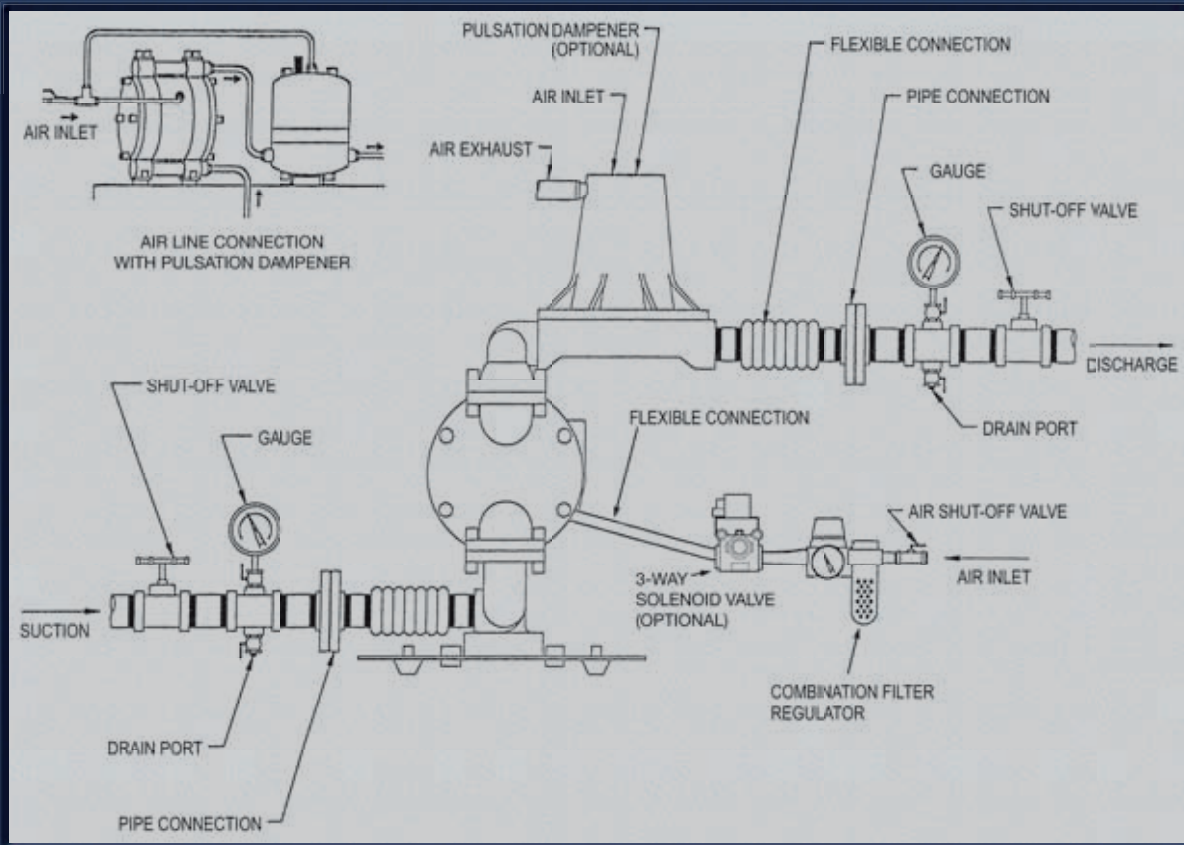 PULSATION DAMPENER
(OPTIONAL)
FLEXIBLE CONNECTION
AIR INLET
PIPE CONNECTION
AIR INLET
AIR EXHAUST
GAUGE
SHUT-OFF VALVE
AIR LINE CONNECTION
WITH PULSATION DAMPENER
DISCHARGE
SHUT-OFF VALVE
FLEXIBLE CONNECTION
DRAIN PORT
GAUGE
AIR SHUT-OFF VALVE
3-WAY
SOLENOID VALVE
(OPTIONAL)
AIR INLET
SUCTION
COMBINATION FILTER
REGULATOR
DRAIN PORT
PIPE CONNECTION